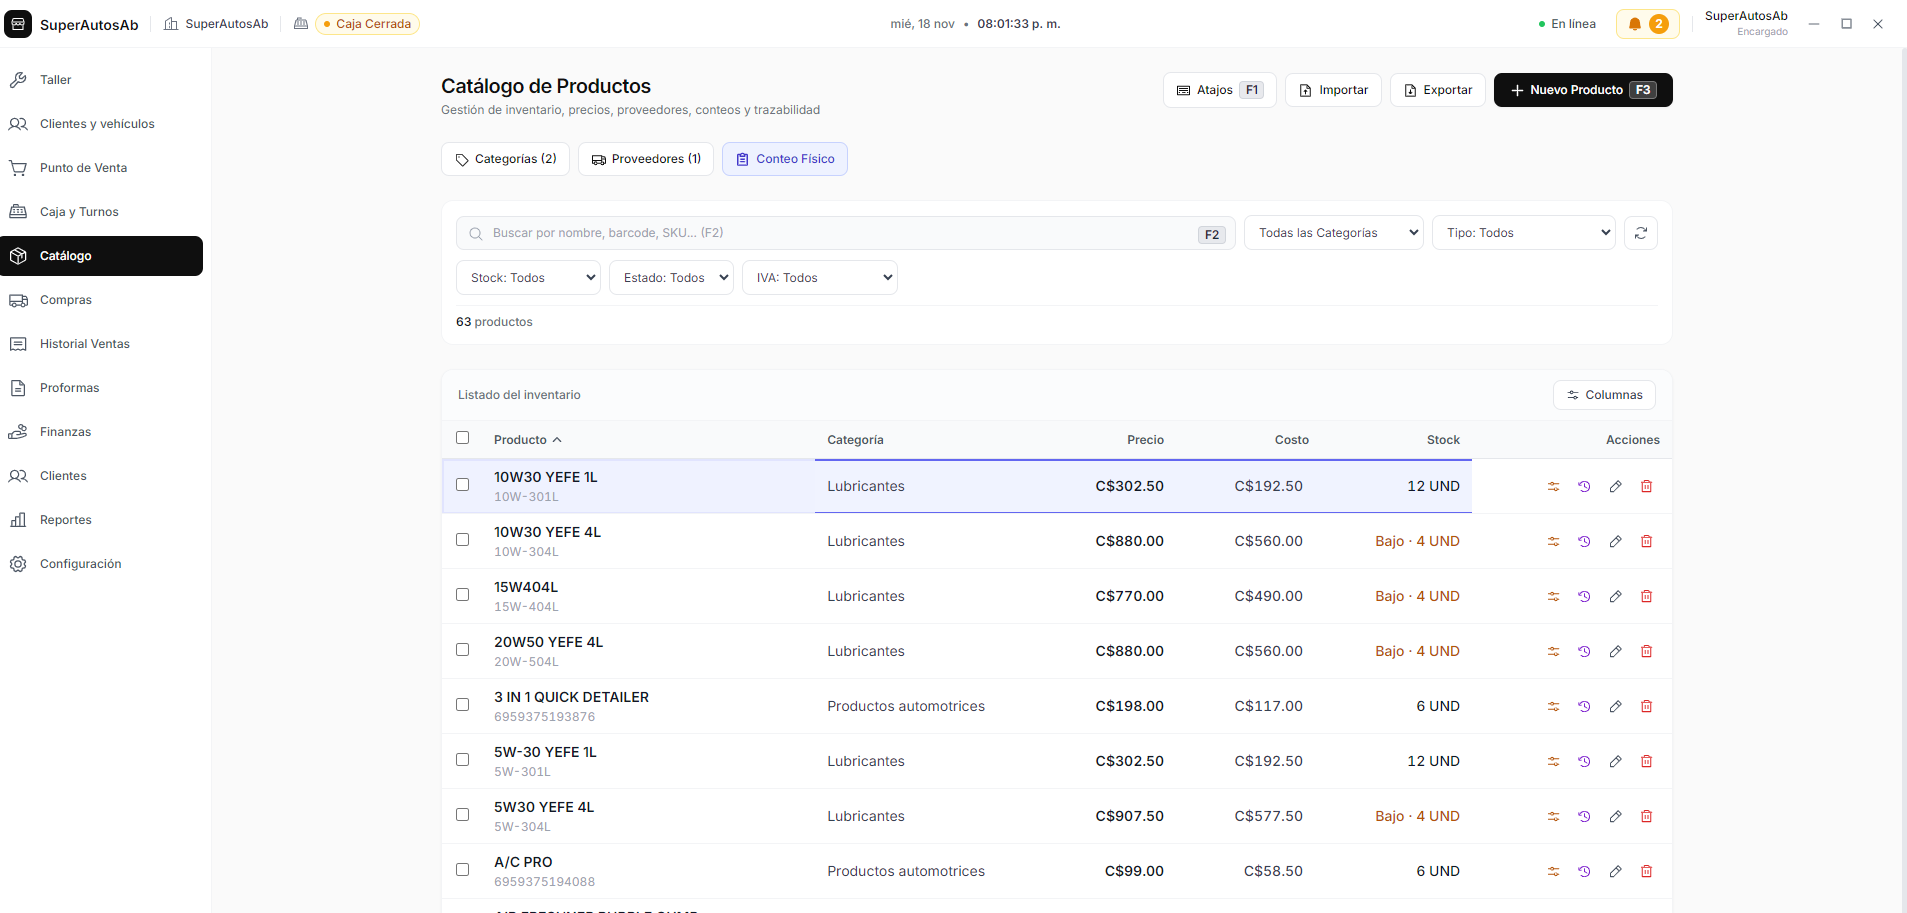 SuperAutosAb
SuperAutosAb
Caja Cerrada
mié, 18 nov • 08:01:33 p. m.
En línea
2
SuperAutosAb
Encargado
Taller
Clientes y vehículos
Punto de Venta
Caja y Turnos
Catálogo
Compras
Historial Ventas
Proformas
Finanzas
Clientes
Reportes
Configuración
Catálogo de Productos
Gestión de inventario, precios, proveedores, conteos y trazabilidad
Atajos F1
Importar
Exportar
Nuevo Producto F3
Categorías (2)
Proveedores (1)
Conteo Físico
Buscar por nombre, barcode, SKU... (F2) F2
Todas las Categorías
Tipo: Todos
Stock: Todos
Estado: Todos
IVA: Todos
63 productos
Listado del inventario
Columnas
Producto Categoría Precio Costo Stock Acciones
10W30 YEFE 1L
10W-301L
Lubricantes C$302.50 C$192.50 12 UND
10W30 YEFE 4L
10W-304L
Lubricantes C$880.00 C$560.00 Bajo · 4 UND
15W404L
15W-404L
Lubricantes C$770.00 C$490.00 Bajo · 4 UND
20W50 YEFE 4L
20W-504L
Lubricantes C$880.00 C$560.00 Bajo · 4 UND
3 IN 1 QUICK DETAILER
6959375193876
Productos automotrices C$198.00 C$117.00 6 UND
5W-30 YEFE 1L
5W-301L
Lubricantes C$302.50 C$192.50 12 UND
5W30 YEFE 4L
5W-304L
Lubricantes C$907.50 C$577.50 Bajo · 4 UND
A/C PRO
6959375194088
Productos automotrices C$99.00 C$58.50 6 UND